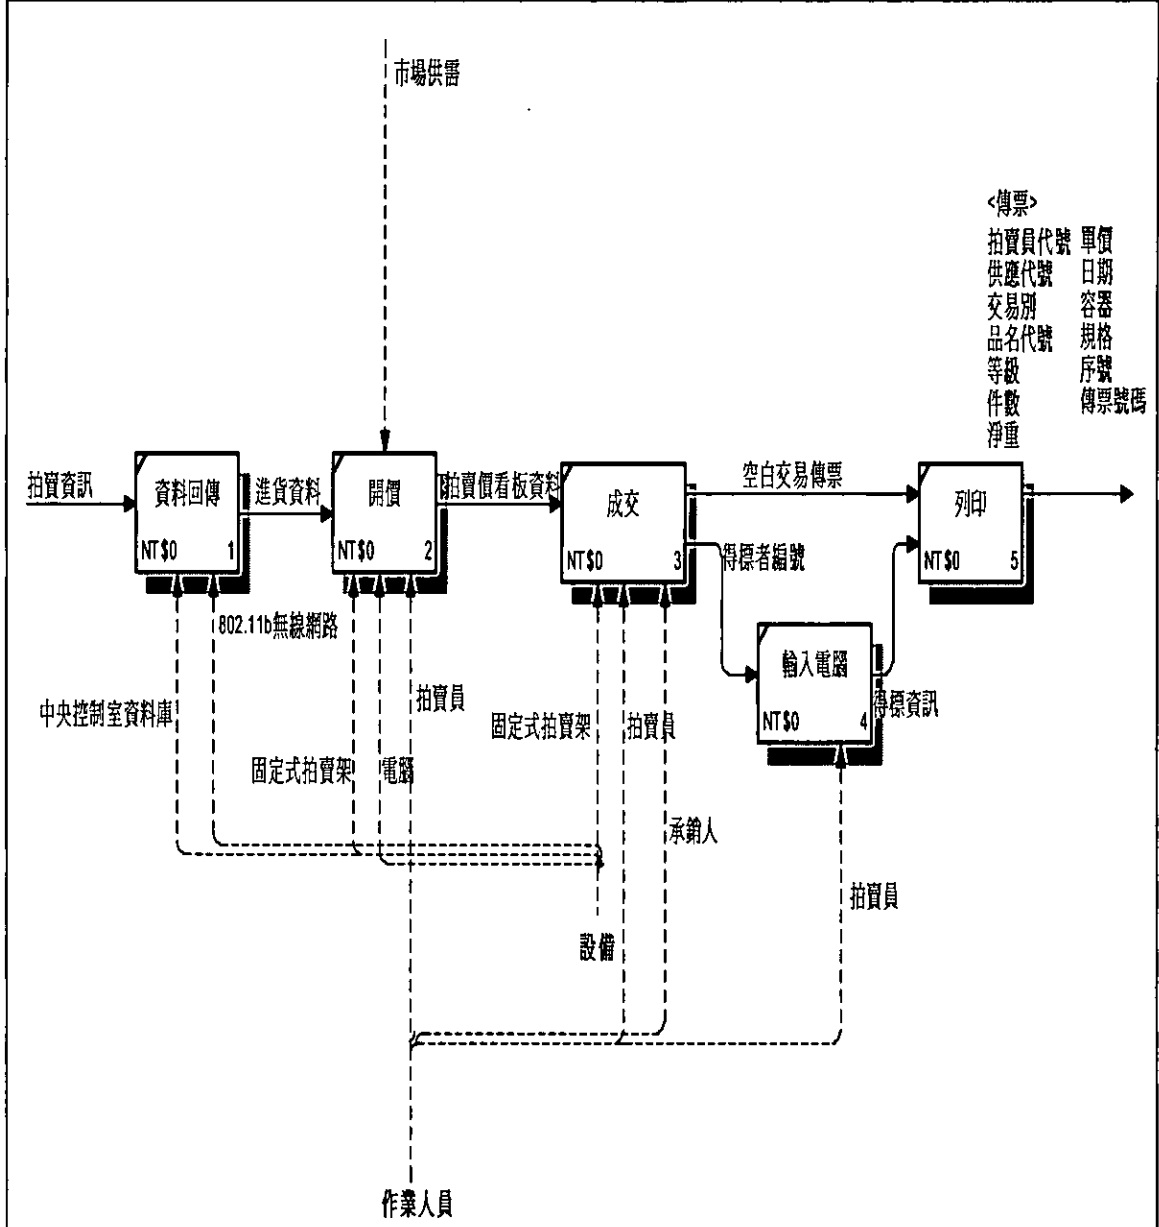 市場供需
<傳票>
拍賣員代號 單價
供應代號 日期
交易別 容器
品名代號 規格
等級 序號
件數 傳票號碼
淨重
拍賣資訊
資料回傳
NT$0 1
進貨資料
開價
NT$0 2
拍賣價看板資料
成交
NT$0 3
空白交易傳票
列印
NT$0 5
得標者編號
輸入電腦
NT$0 4
得標資訊
802.11b無線網路
中央控制室資料庫
拍賣員
固定式拍賣架
電腦
固定式拍賣架
拍賣員
承銷人
拍賣員
設備
作業人員